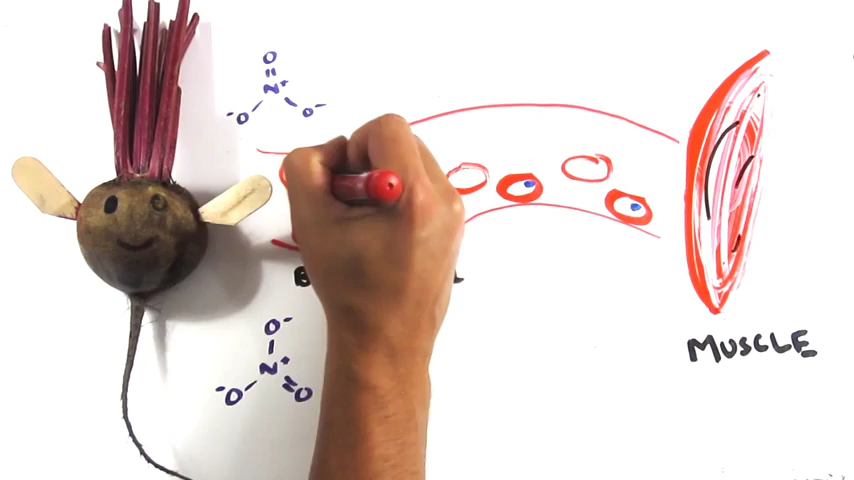 O
=
N+
-O O-
B
MUSCLE
O-
N+
-O =O